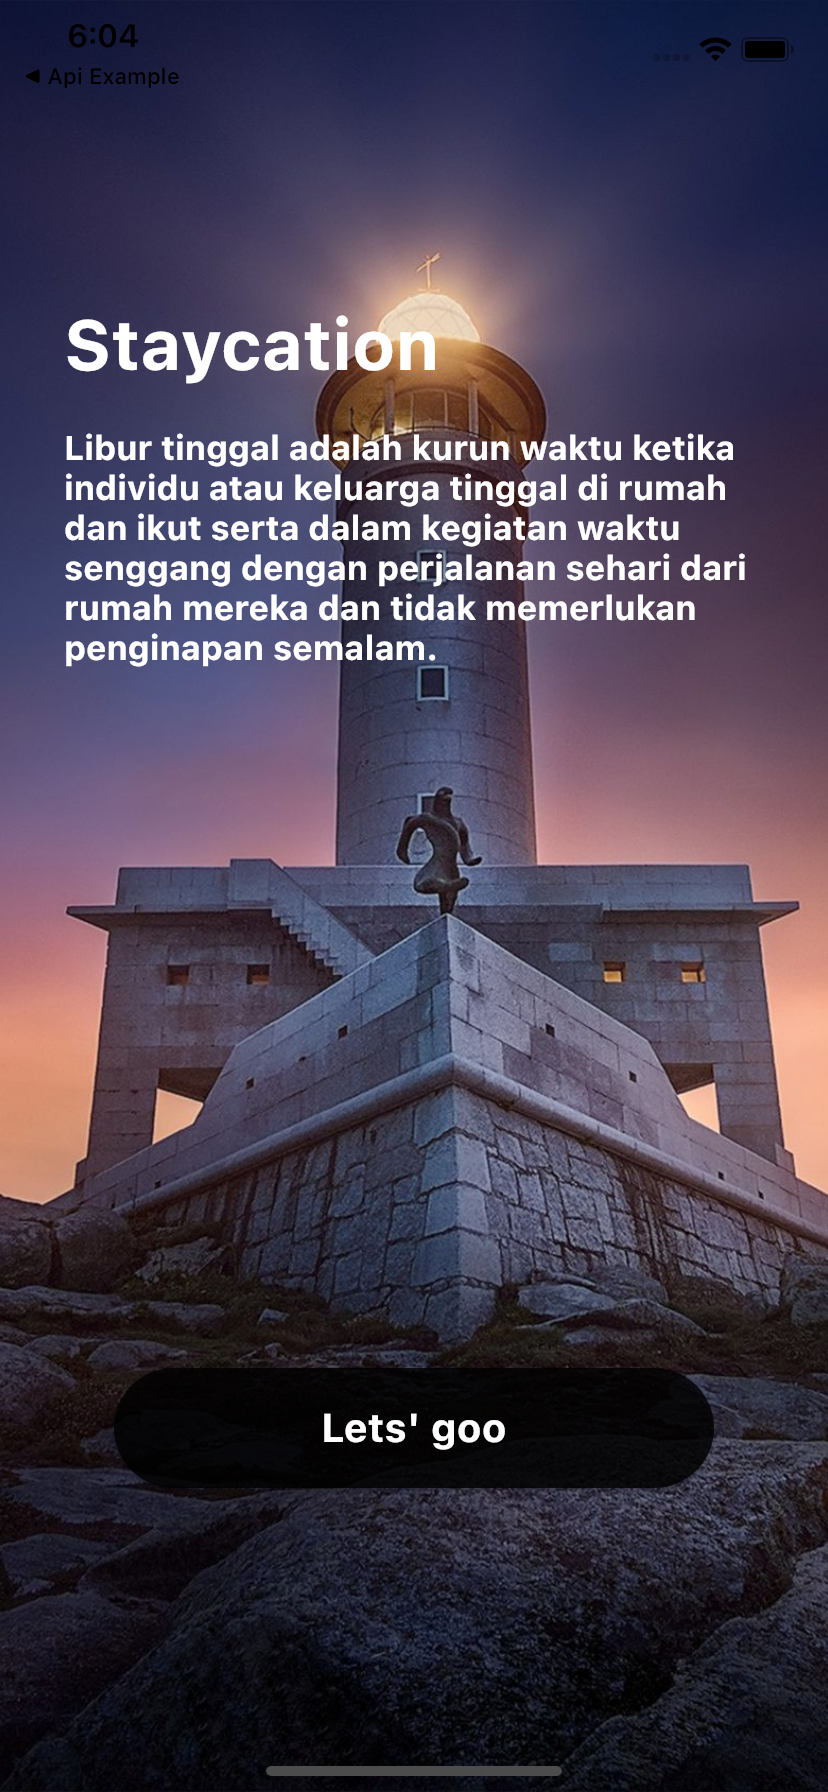 6:04
◀ Api Example
Staycation
Libur tinggal adalah kurun waktu ketika
individu atau keluarga tinggal di rumah
dan ikut serta dalam kegiatan waktu
senggang dengan perjalanan sehari dari
rumah mereka dan tidak memerlukan
penginapan semalam.
Lets' goo